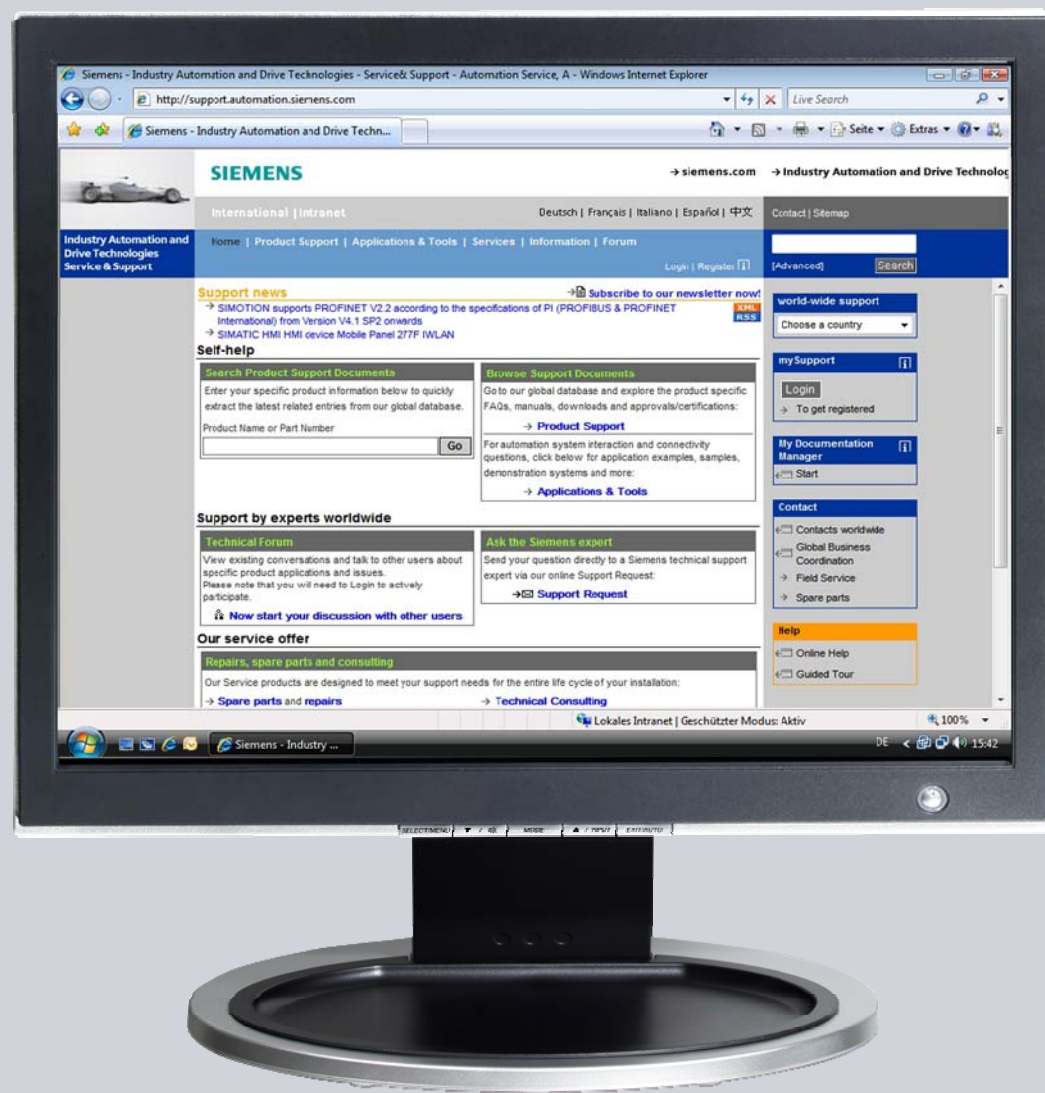 Siemens - Industry Automation and Drive Technologies - Service& Support - Automation Service, A - Windows Internet Explorer
http://support.automation.siemens.com
Live Search
Siemens - Industry Automation and Drive Techn...
Seite
Extras
SIEMENS
→ siemens.com
→ Industry Automation and Drive Technolog
International | Intranet
Deutsch | Français | Italiano | Español | 中文
Contact | Sitemap
Industry Automation and
Drive Technologies
Service & Support
Home | Product Support | Applications & Tools | Services | Information | Forum
Login | Register
[Advanced]
Search
Support news
→ Subscribe to our newsletter now!
→ SIMOTION supports PROFINET V2.2 according to the specifications of PI (PROFIBUS & PROFINET
International) from Version V4.1 SP2 onwards
XML
RSS
→ SIMATIC HMI HMI device Mobile Panel 277F IWLAN
Self-help
Search Product Support Documents
Enter your specific product information below to quickly
extract the latest related entries from our global database.
Product Name or Part Number
Go
Browse Support Documents
Go to our global database and explore the product specific
FAQs, manuals, downloads and approvals/certifications:
→ Product Support
For automation system interaction and connectivity
questions, click below for application examples, samples,
demonstration systems and more:
→ Applications & Tools
Support by experts worldwide
Technical Forum
View existing conversations and talk to other users about
specific product applications and issues.
Please note that you will need to Login to actively
participate.
Now start your discussion with other users
Ask the Siemens expert
Send your question directly to a Siemens technical support
expert via our online Support Request:
→ Support Request
Our service offer
Repairs, spare parts and consulting
Our Service products are designed to meet your support needs for the entire life cycle of your installation:
→ Spare parts and repairs
→ Technical Consulting
world-wide support
Choose a country
mySupport
Login
→ To get registered
My Documentation
Manager
Start
Contact
Contacts worldwide
Global Business
Coordination
→ Field Service
→ Spare parts
Help
Online Help
Guided Tour
Lokales Intranet | Geschützter Modus: Aktiv
100%
Siemens - Industry ...
DE
15:42
SELECT/MENU
MODE
INPUT
EXIT/AUTO